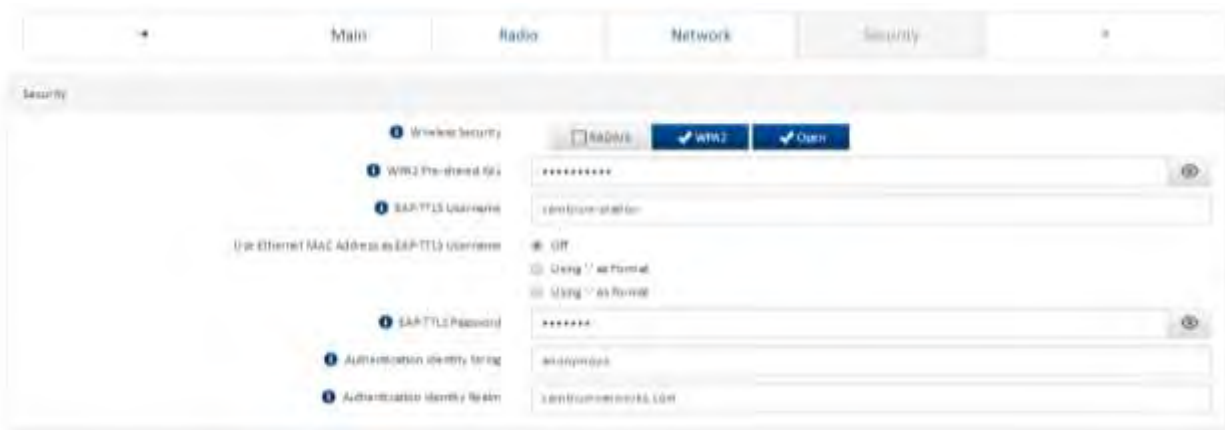 Main
Radio
Network
Security
Security
Wireless Security
RADIUS
WPA2
Open
WPA2 Pre-shared Key
••••••••••
EAP-TTLS Username
cambium-station
Use Ethernet MAC Address as EAP-TTLS Username
Off
Using as Format
Using as Format
EAP-TTLS Password
•••••••
Authentication Identity String
anonymous
Authentication Identity Realm
cambiumnetworks.com